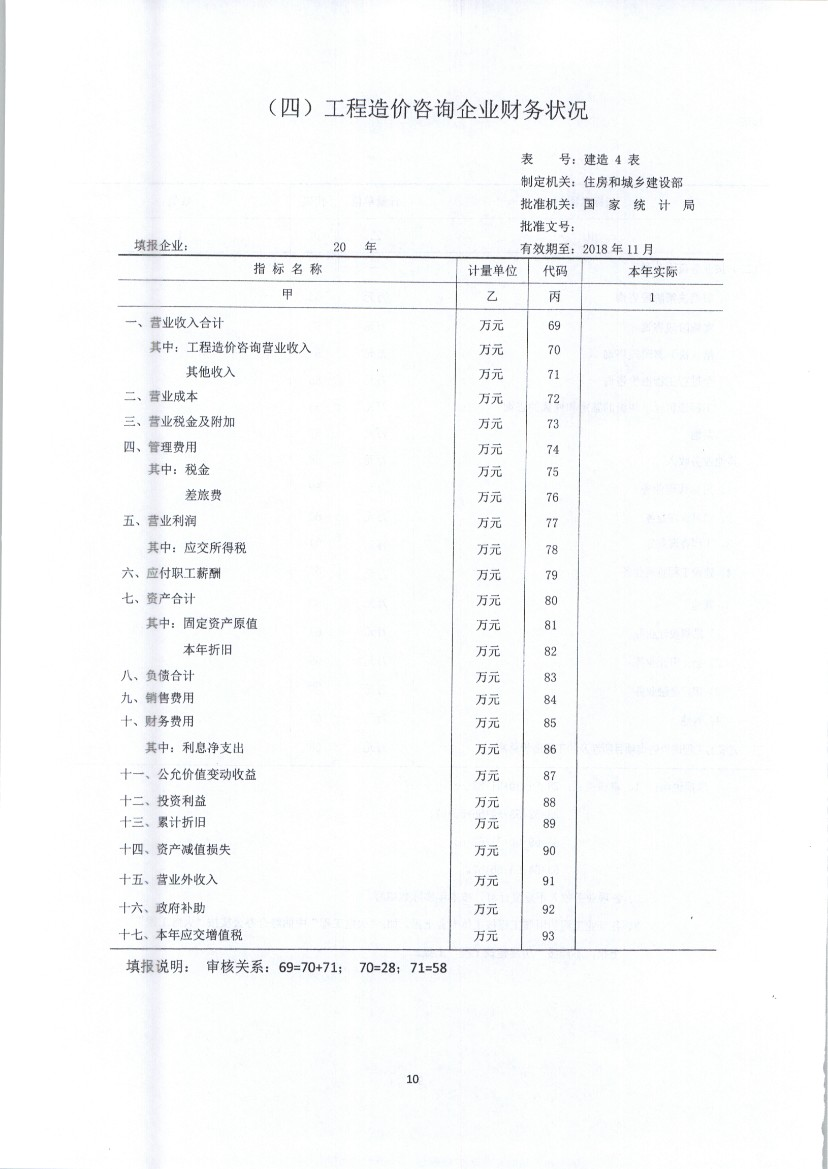 （四）工程造价咨询企业财务状况
表 号：建造 4 表
制定机关：住房和城乡建设部
批准机关：国 家 统 计 局
批准文号：
填报企业： 20 年 有效期至：2018 年 11 月
指 标 名 称 计量单位 代码 本年实际
甲 乙 丙 1
一、营业收入合计 万元 69
其中：工程造价咨询营业收入 万元 70
其他收入 万元 71
二、营业成本 万元 72
三、营业税金及附加 万元 73
四、管理费用 万元 74
其中：税金 万元 75
差旅费 万元 76
五、营业利润 万元 77
其中：应交所得税 万元 78
六、应付职工薪酬 万元 79
七、资产合计 万元 80
其中：固定资产原值 万元 81
本年折旧 万元 82
八、负债合计 万元 83
九、销售费用 万元 84
十、财务费用 万元 85
其中：利息净支出 万元 86
十一、公允价值变动收益 万元 87
十二、投资利益 万元 88
十三、累计折旧 万元 89
十四、资产减值损失 万元 90
十五、营业外收入 万元 91
十六、政府补助 万元 92
十七、本年应交增值税 万元 93
填报说明： 审核关系：69=70+71； 70=28；71=58
10